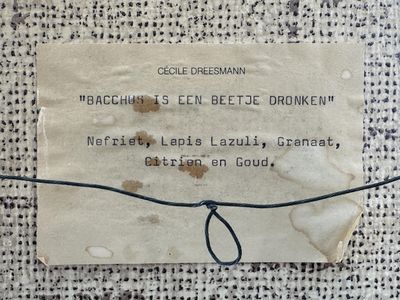 CÉCILE DREESMANN
"BACCHUS IS EEN BEETJE DRONKEN"
Nefriet, Lapis Lazuli, Granaat,
Citrien en Goud.